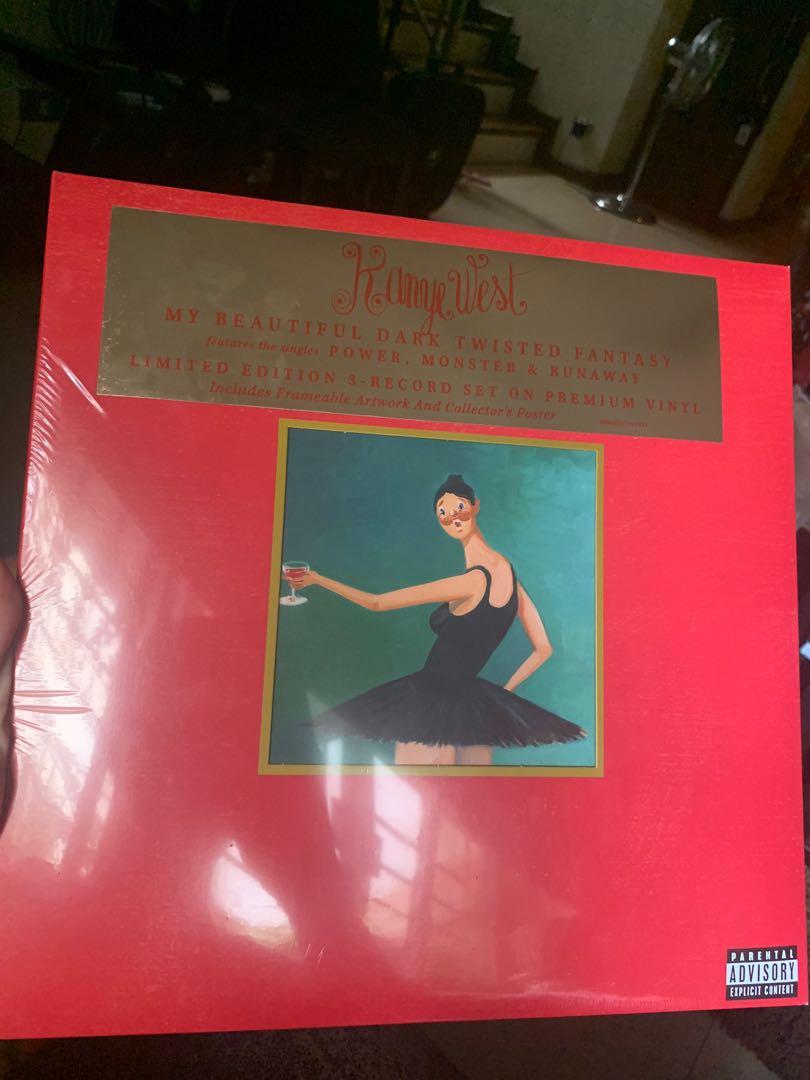 Kanye West
MY BEAUTIFUL DARK TWISTED FANTASY
features the singles POWER, MONSTER & RUNAWAY
LIMITED EDITION 3-RECORD SET ON PREMIUM VINYL
Includes Frameable Artwork And Collector's Poster
PARENTAL
ADVISORY
EXPLICIT CONTENT